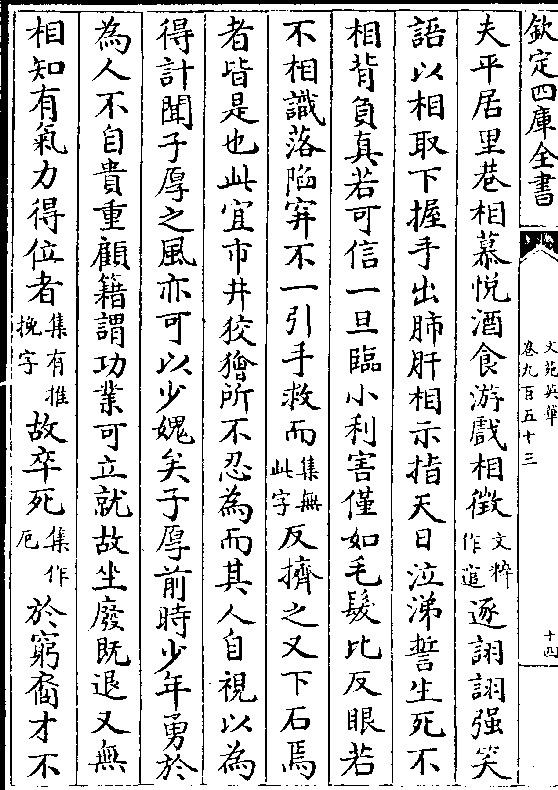 欽定四庫全書
文苑英華
卷九百五十三
十四
夫平居里巷相慕悦酒食游戲相徵文粹作追逐詡詡强笑
語以相取下握手出肺肝相示指天日泣涕誓生死不
相背負真若可信一旦臨小利害僅如毛髮比反眼若
不相識落陷穽不一引手救而集無此字反擠之又下石焉
者皆是也此宜市井狡獪所不忍為而其人自視以為
得計聞子厚之風亦可以少媿矣子厚前時少年勇於
為人不自貴重顧籍謂功業可立就故坐廢既退又無
相知有氣力得位者集有推挽字故卒死集作厄於窮裔才不